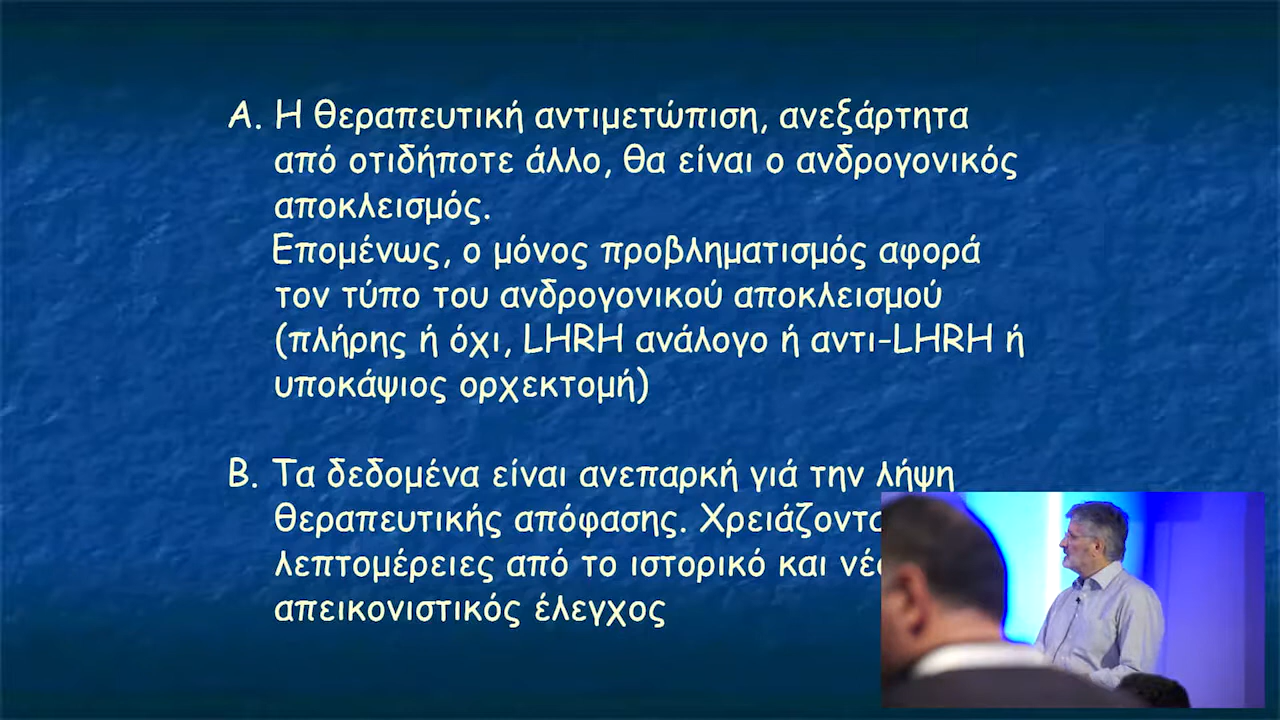 Α. Η θεραπευτική αντιμετώπιση, ανεξάρτητα
από οτιδήποτε άλλο, θα είναι ο ανδρογονικός
αποκλεισμός.
Επομένως, ο μόνος προβληματισμός αφορά
τον τύπο του ανδρογονικού αποκλεισμού
(πλήρης ή όχι, LHRH ανάλογο ή αντι-LHRH ή
υποκάψιος ορχεκτομή)
Β. Τα δεδομένα είναι ανεπαρκή γιά την λήψη
θεραπευτικής απόφασης.
λεπτομέρειες από το ιστορικό και
απεικονιστικός έλεγχος